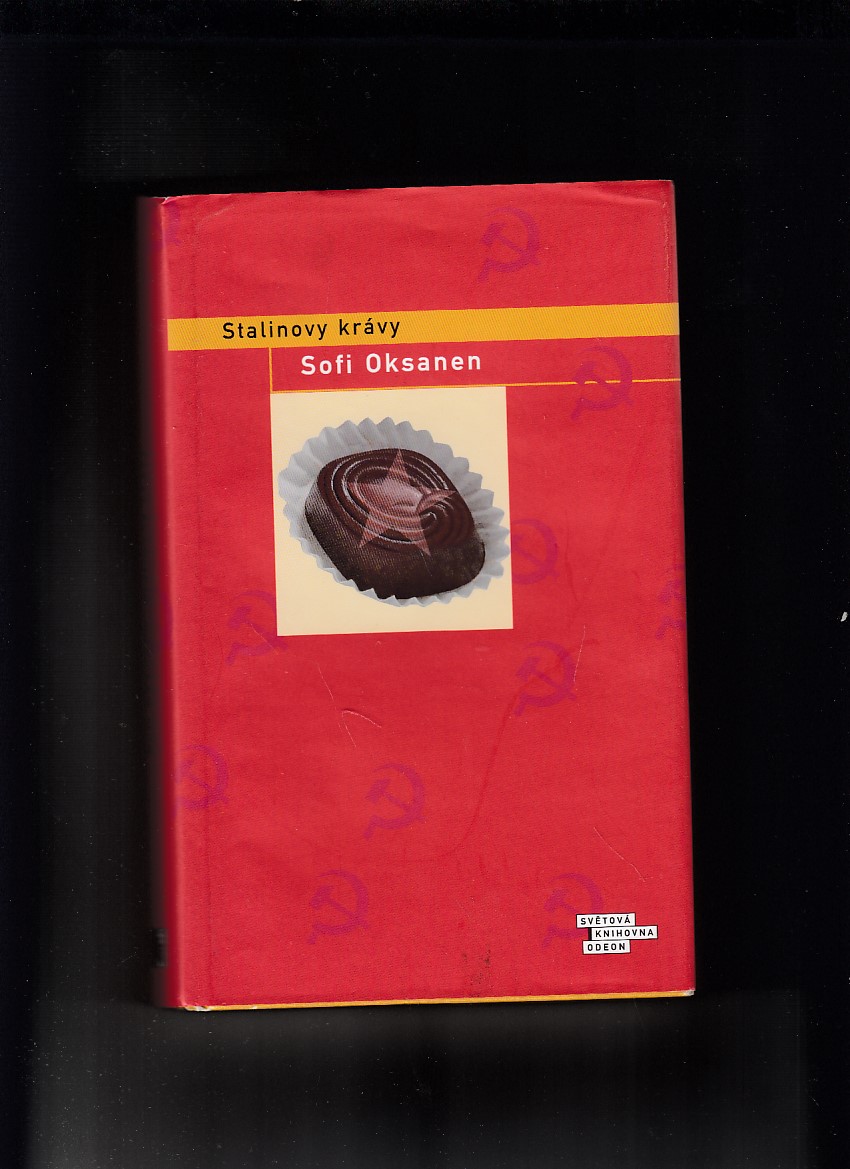 Stalinovy krávy
Sofi Oksanen
SVĚTOVÁ
KNIHOVNA
ODEON